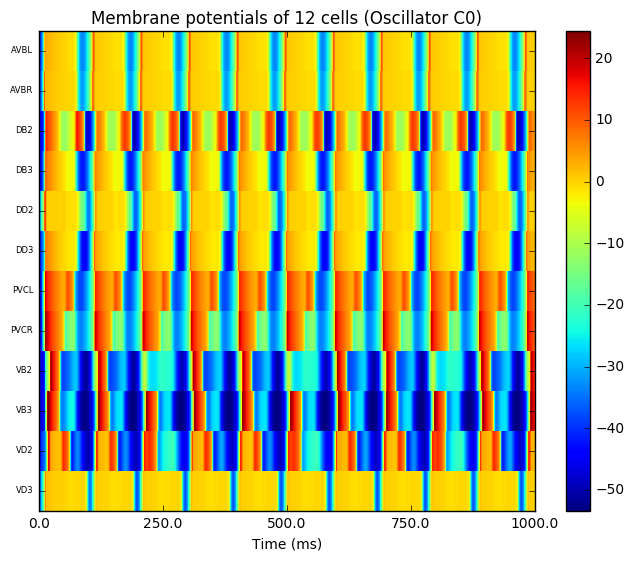 Membrane potentials of 12 cells (Oscillator C0)
AVBL
AVBR
DB2
DB3
DD2
DD3
PVCL
PVCR
VB2
VB3
VD2
VD3
0.0 250.0 500.0 750.0 1000.0
Time (ms)
20
10
0
−10
−20
−30
−40
−50